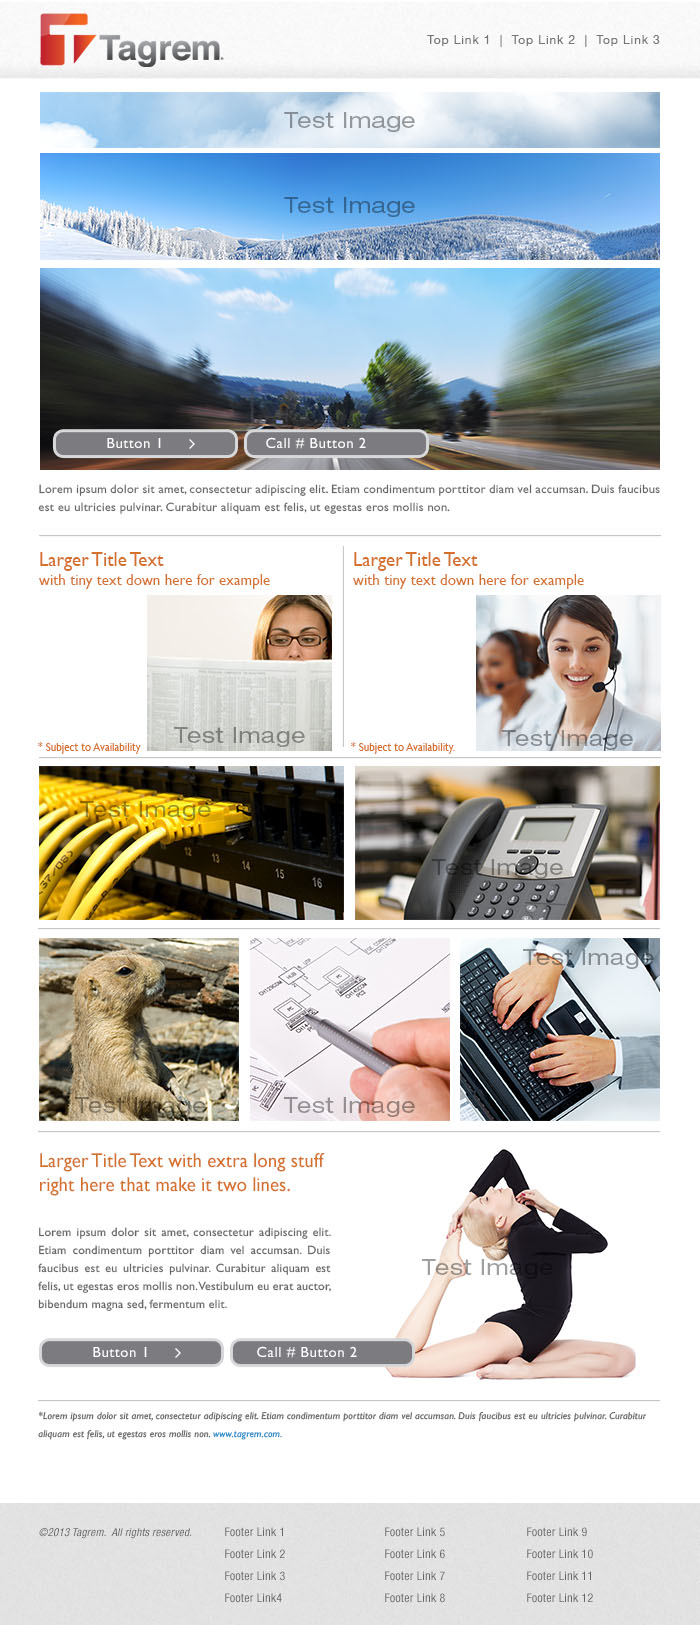 Tagrem.
Top Link 1 | Top Link 2 | Top Link 3
Test Image
Test Image
Button 1 >
Call # Button 2
Lorem ipsum dolor sit amet, consectetur adipiscing elit. Etiam condimentum porttitor diam vel accumsan. Duis faucibus
est eu ultricies pulvinar. Curabitur aliquam est felis, ut egestas eros mollis non.
Larger Title Text
with tiny text down here for example
Test Image
* Subject to Availability
Larger Title Text
with tiny text down here for example
Test Image
* Subject to Availability.
Test Image
12
13
14
15
16
Test Image
Test Image
Test Image
Test Image
Larger Title Text with extra long stuff
right here that make it two lines.
Lorem ipsum dolor sit amet, consectetur adipiscing elit.
Etiam condimentum porttitor diam vel accumsan. Duis
faucibus est eu ultricies pulvinar. Curabitur aliquam est
felis, ut egestas eros mollis non. Vestibulum eu erat auctor,
bibendum magna sed, fermentum elit.
Test Image
Button 1 >
Call # Button 2
*Lorem ipsum dolor sit amet, consectetur adipiscing elit. Etiam condimentum porttitor diam vel accumsan. Duis faucibus est eu ultricies pulvinar. Curabitur
aliquam est felis, ut egestas eros mollis non. www.tagrem.com.
©2013 Tagrem. All rights reserved.
Footer Link 1
Footer Link 2
Footer Link 3
Footer Link4
Footer Link 5
Footer Link 6
Footer Link 7
Footer Link 8
Footer Link 9
Footer Link 10
Footer Link 11
Footer Link 12